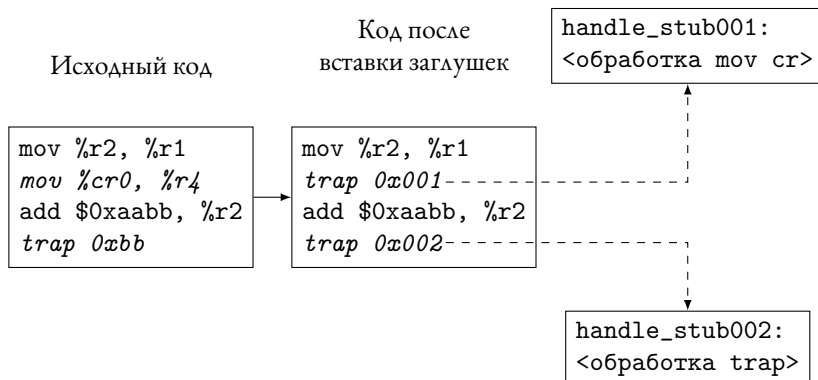 Исходный код
mov %r2, %r1
mov %cr0, %r4
add $0xaabb, %r2
trap 0xbb
Код после
вставки заглушек
mov %r2, %r1
trap 0x001
add $0xaabb, %r2
trap 0x002
handle_stub001:
<обработка mov cr>
handle_stub002:
<обработка trap>